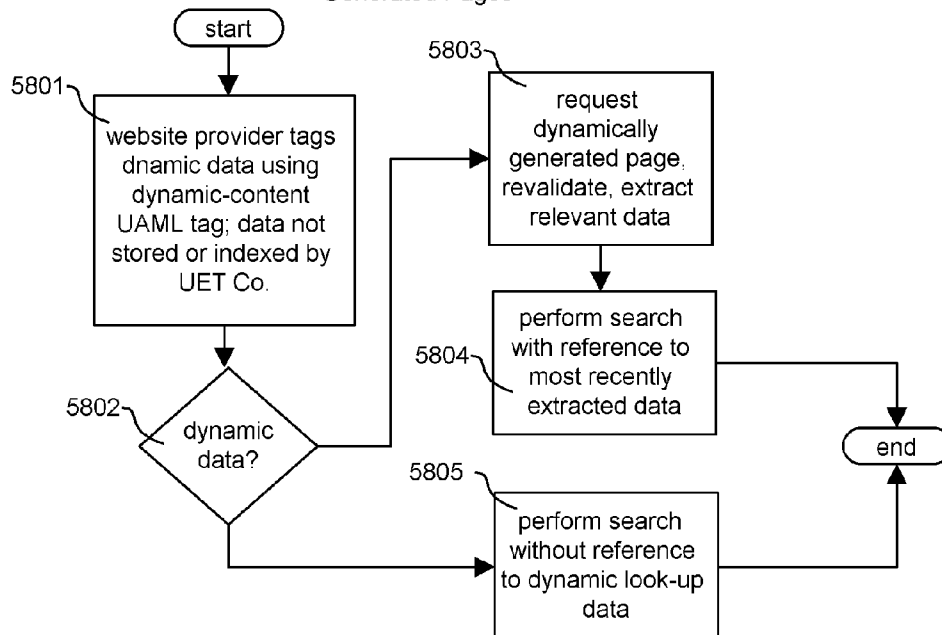 start
5801
website provider tags
dnamic data using
dynamic-content
UAML tag; data not
stored or indexed by
UET Co.
5802
dynamic
data?
5803
request
dynamically
generated page,
revalidate, extract
relevant data
5804
perform search
with reference to
most recently
extracted data
5805
perform search
without reference
to dynamic look-up
data
end